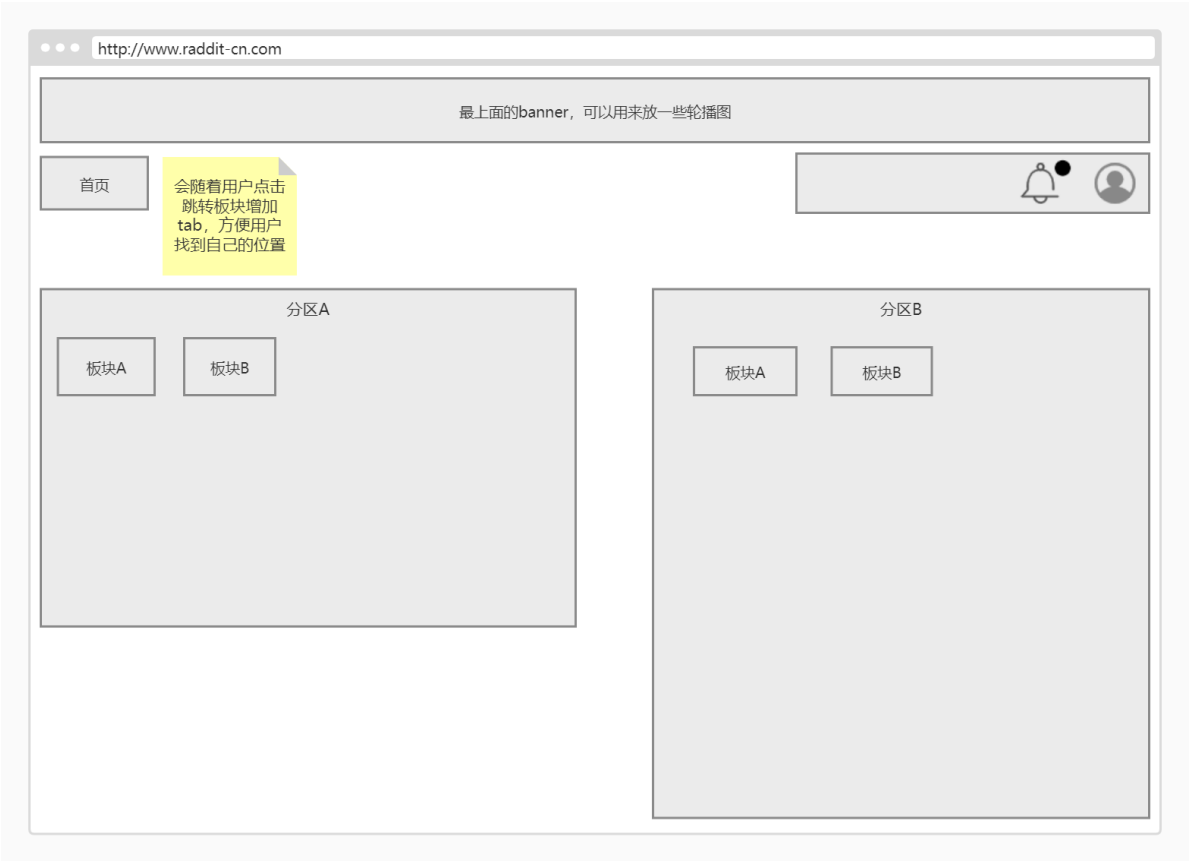 http://www.raddit-cn.com
最上面的banner，可以用来放一些轮播图
首页
会随着用户点击
跳转板块增加
tab，方便用户
找到自己的位置
分区A
板块A
板块B
分区B
板块A
板块B